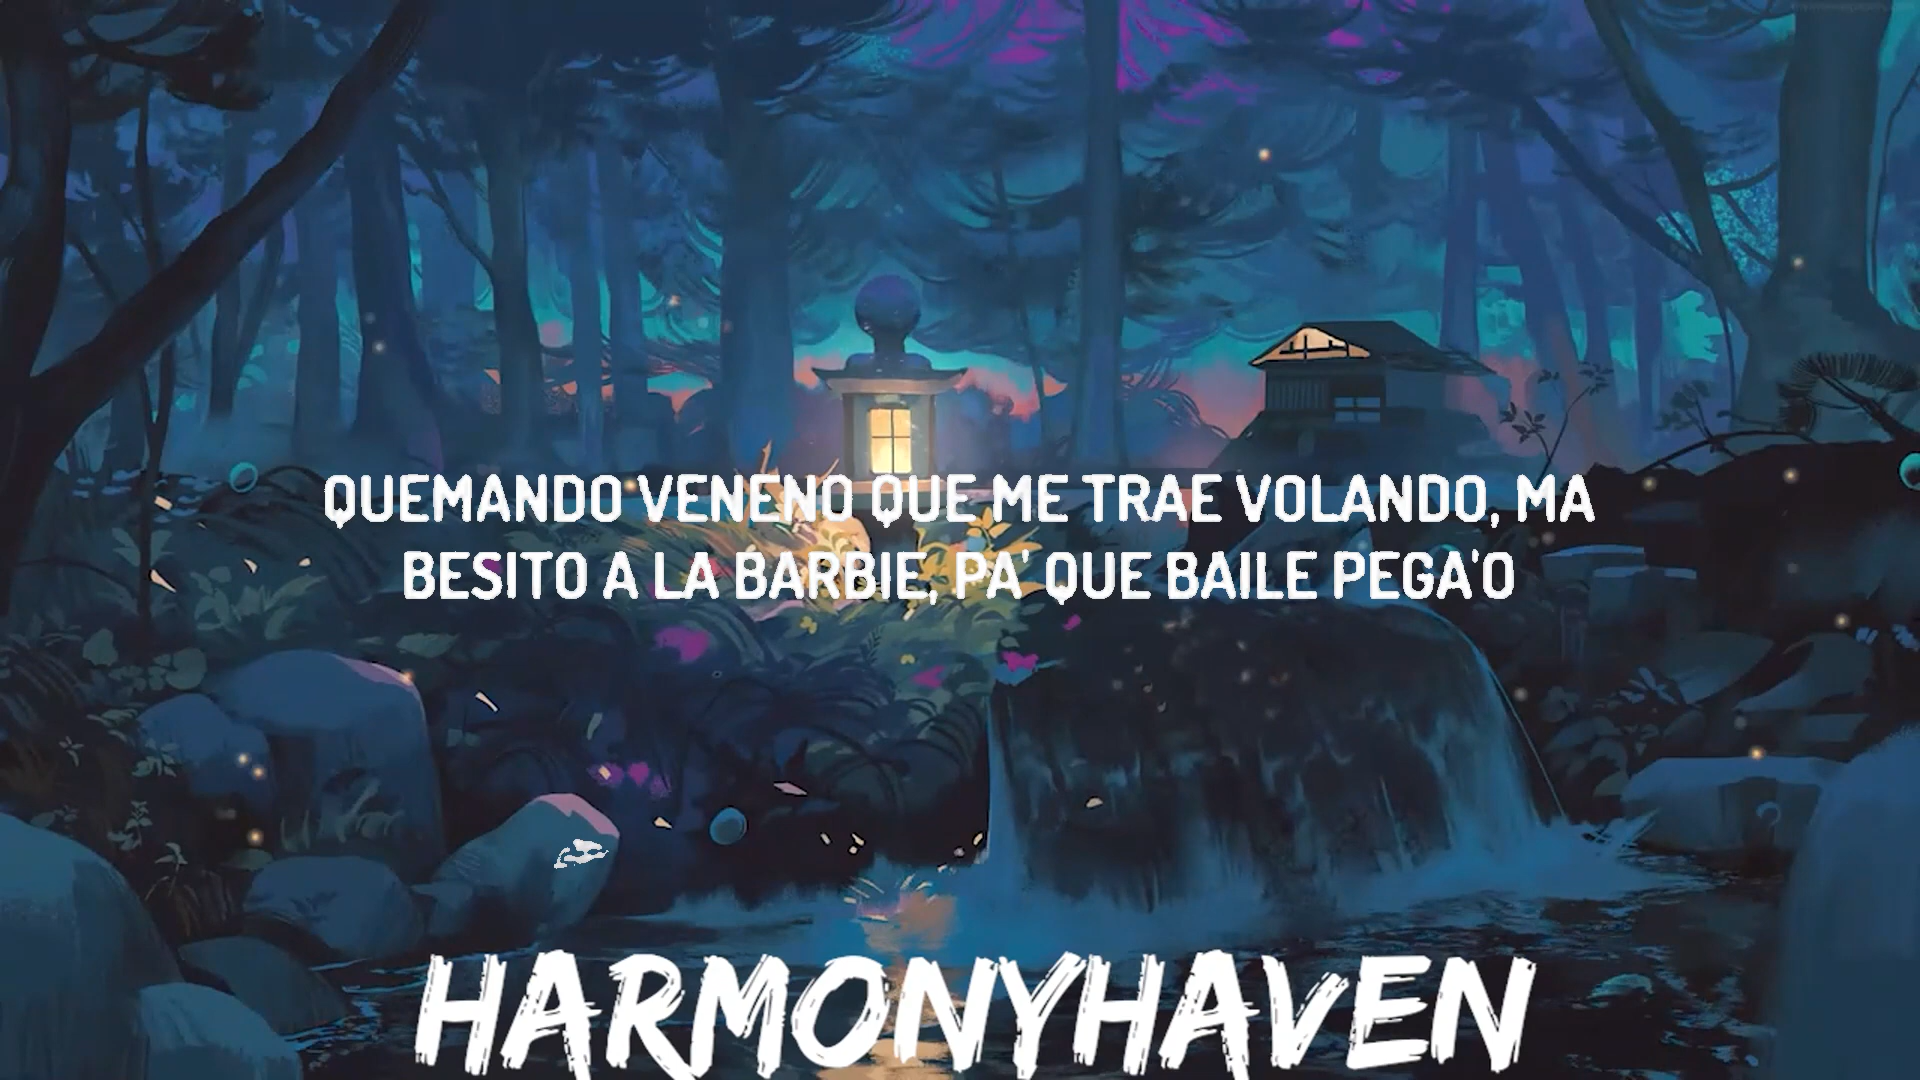 QUEMANDO VENENO QUE ME TRAE VOLANDO, MA
BESITO A LA BARBIE, PA' QUE BAILE PEGA'O
HARMONYHAVEN